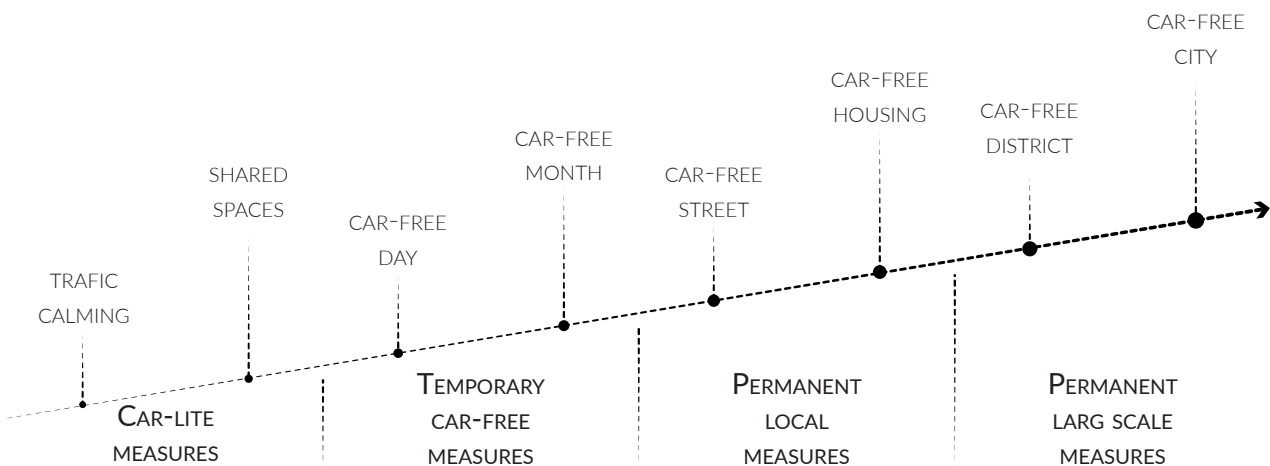 TRAFIC
CALMING
SHARED
SPACES
CAR-FREE
DAY
CAR-FREE
MONTH
CAR-FREE
STREET
CAR-FREE
HOUSING
CAR-FREE
DISTRICT
CAR-FREE
CITY
CAR-LITE
MEASURES
TEMPORARY
CAR-FREE
MEASURES
PERMANENT
LOCAL
MEASURES
PERMANENT
LARG SCALE
MEASURES